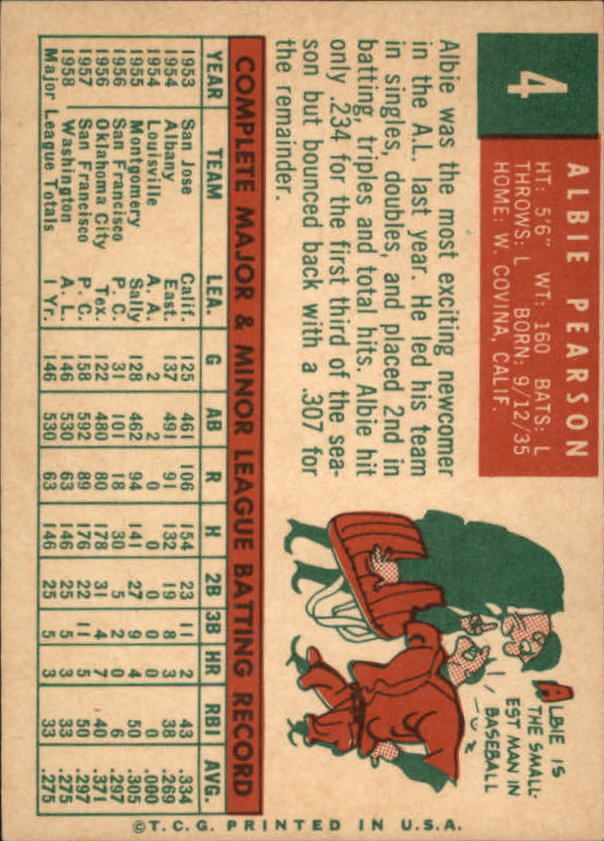 4
ALBIE PEARSON
HT: 5'6" WT: 160 BATS: L
THROWS: L BORN: 9/12/35
HOME: W. COVINA, CALIF.
Albie was the most exciting newcomer
in the A.L. last year. He led his team
in singles, doubles, and placed 2nd in
batting, triples and total hits. Albie hit
only .234 for the first third of the sea-
son but bounced back with a .307 for
the remainder.
ALBIE IS
THE SMALL-
EST MAN IN
BASEBALL
COMPLETE MAJOR & MINOR LEAGUE BATTING RECORD
YEAR TEAM LEA. G AB R H 2B 3B HR RBI AVG.
1953 San Jose Calif. 125 461 106 154 23 11 2 43 .334
1954 Albany East. 137 491 91 132 19 8 3 38 .269
1954 Louisville A. A. 2 2 0 0 0 0 0 0 .000
1955 Montgomery Sally 128 462 94 141 27 9 4 50 .305
1956 San Francisco P. C. 31 101 18 30 5 2 0 6 .297
1956 Oklahoma City Tex. 122 480 80 178 31 4 7 40 .371
1957 San Francisco P. C. 158 592 89 176 22 11 5 50 .297
1958 Washington A. L. 146 530 63 146 25 5 3 33 .275
Major League Totals 1 Yr. 146 530 63 146 25 5 3 33 .275
©T.C.G. PRINTED IN U.S.A.